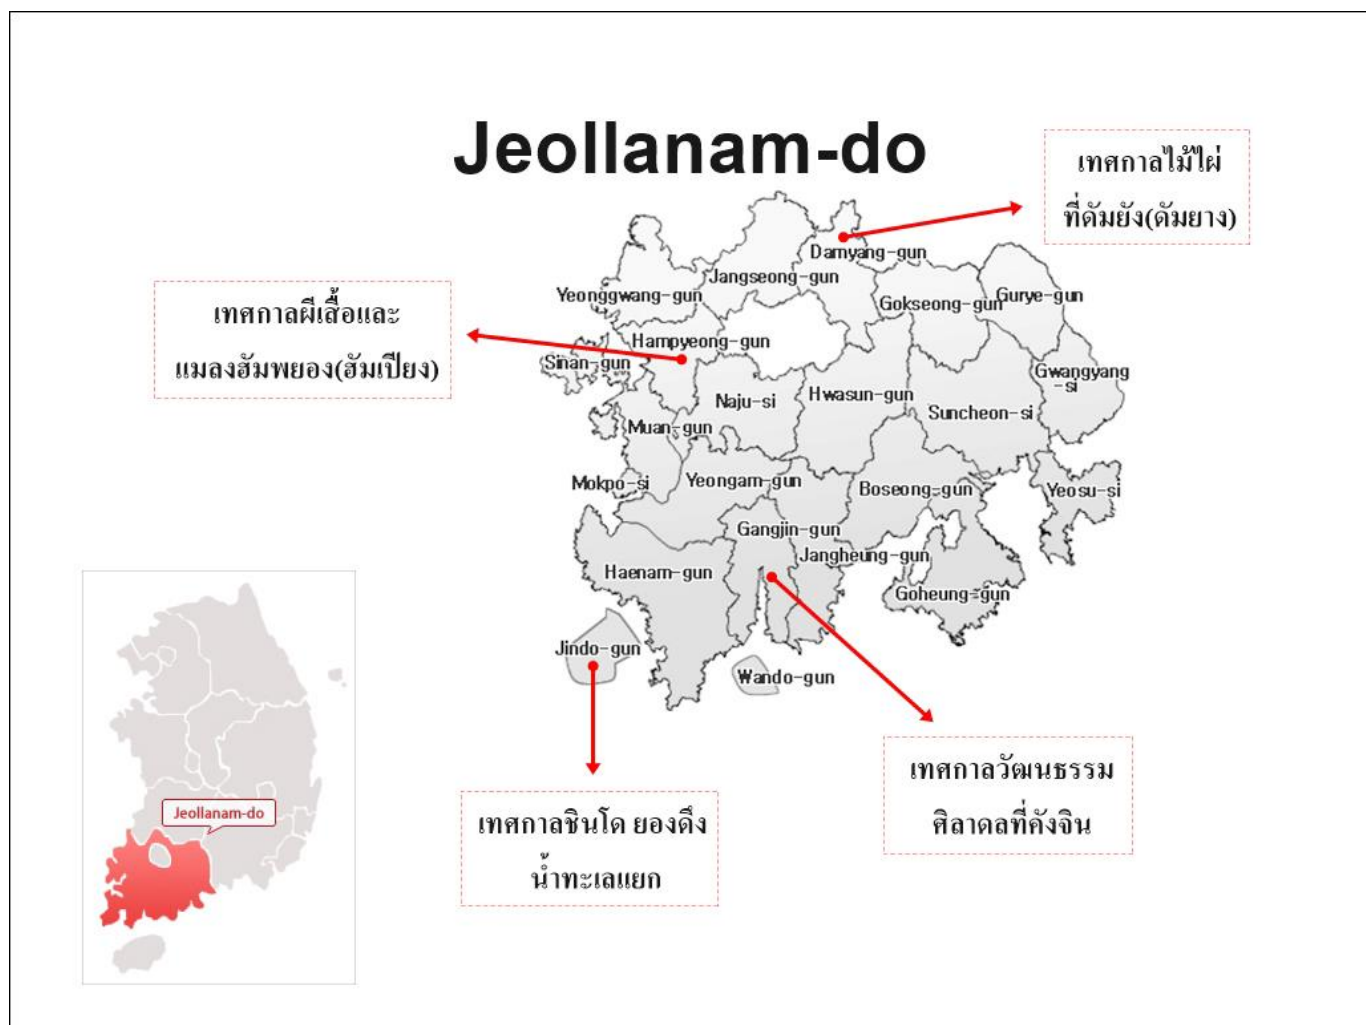 Jeollanam-do
เทศกาลไม้ไผ่
ที่ดัมยัง(ดัมยาง)
Damyang-gun
Jangseong-gun
Yeonggwang-gun
Gokseong-gun
Gurye-gun
เทศกาลผีเสื้อและ
แมลงฮัมพยอง(ฮัมเปียง)
Hampyeong-gun
Sinan-gun
Gwangyang
-si
Naju-si
Hwasun-gun
Suncheon-si
Muan-gun
Mokpo-si
Yeongam-gun
Boseong-gun
Yeosu-si
Gangjin-gun
Jangheung-gun
Haenam-gun
Goheung-gun
Jindo-gun
Wando-gun
เทศกาลวัฒนธรรม
ศิลาดลที่คังจิน
เทศกาลชินโด ยองดึง
น้ำทะเลแยก
Jeollanam-do